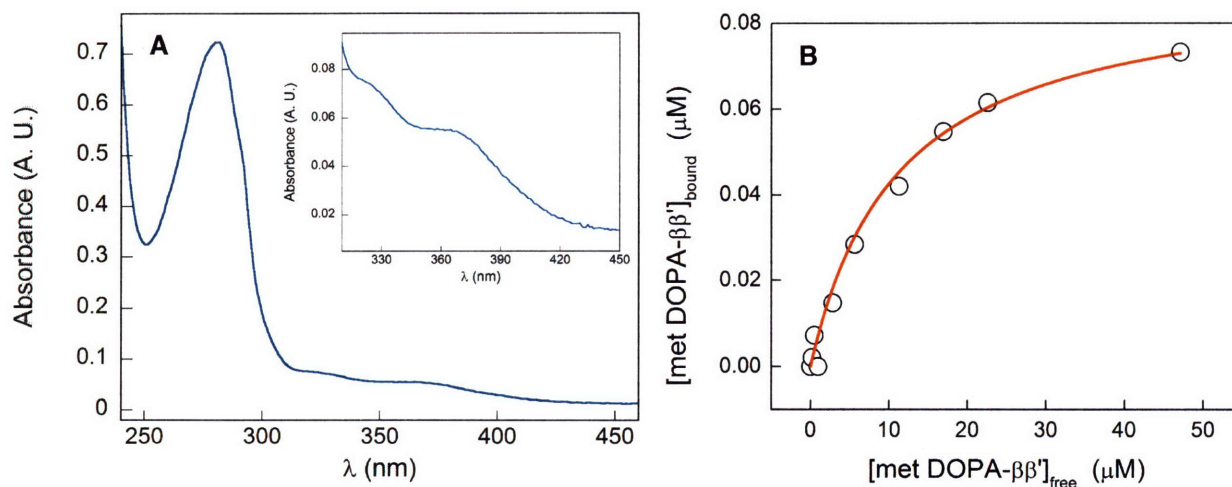 A
Absorbance (A. U.)
0.7
0.6
0.5
0.4
0.3
0.2
0.1
0
250 300 350 400 450
λ (nm)
Absorbance (A. U.)
0.08
0.06
0.04
0.02
330 360 390 420 450
λ (nm)
B
[met DOPA-ββ']bound (μM)
0.08
0.06
0.04
0.02
0.00
0 10 20 30 40 50
[met DOPA-ββ']free (μM)